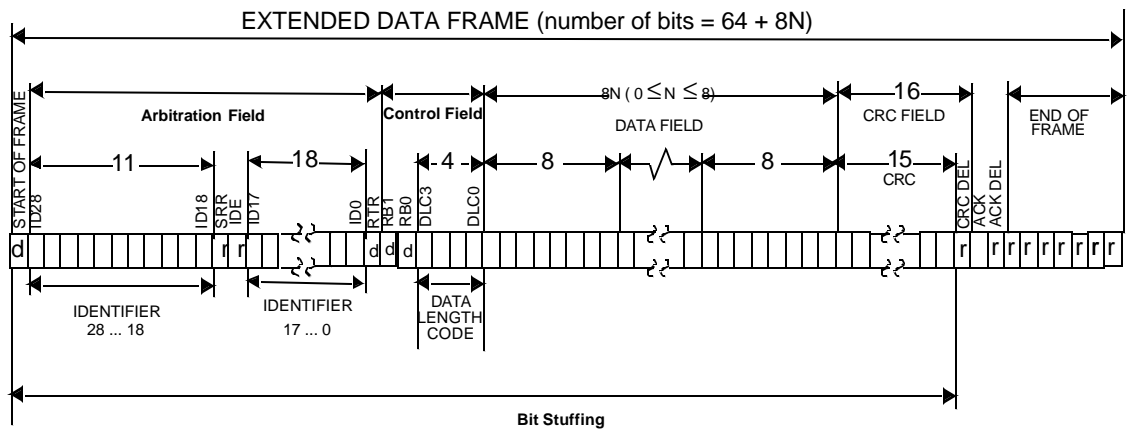 EXTENDED DATA FRAME (number of bits = 64 + 8N)
8N ( 0 ≤ N ≤ 8)
16
Arbitration Field
Control Field
DATA FIELD
CRC FIELD
END OF
FRAME
11
18
4
8
8
15
CRC
START OF FRAME
ID28
ID18
SRR
IDE
ID17
ID0
RTR
RB1
RB0
DLC3
DLC0
CRC DEL
ACK
ACK DEL
d r r d d d r r r r r r r r r
IDENTIFIER
28 ... 18
IDENTIFIER
17 ... 0
DATA
LENGTH
CODE
Bit Stuffing